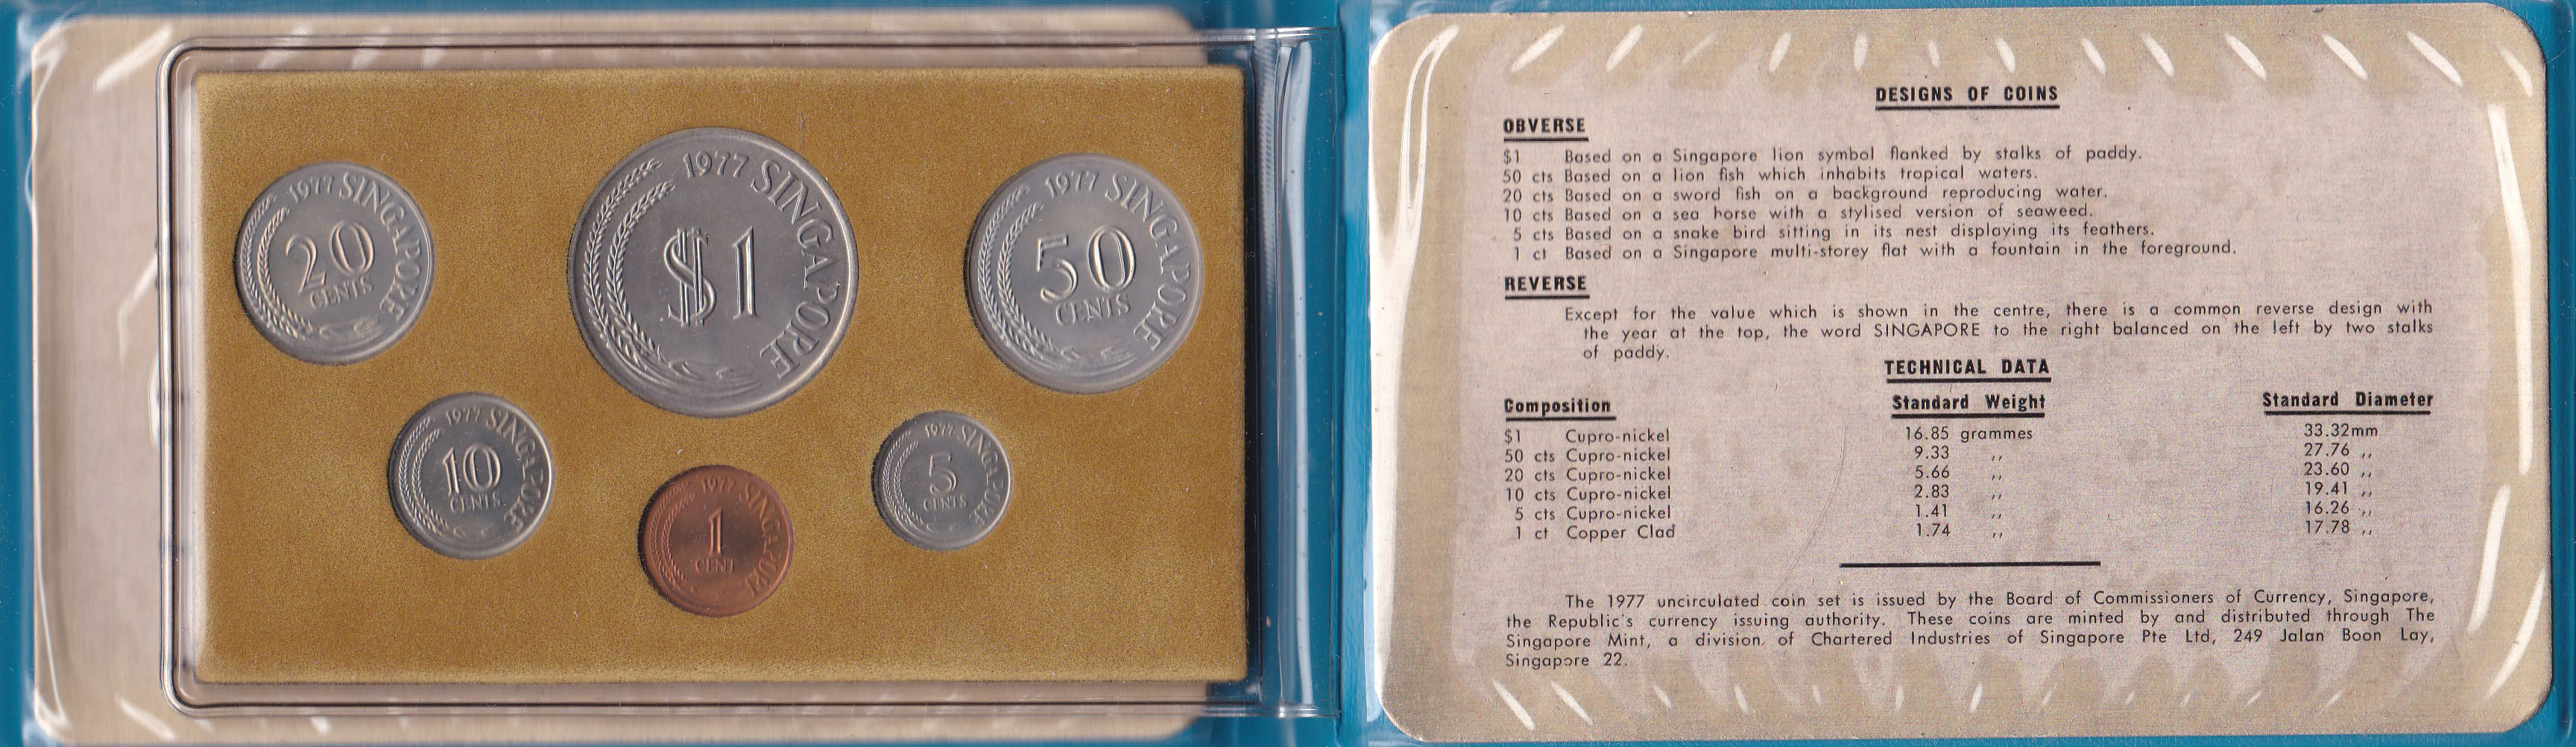 1977 SINGAPORE
20
CENTS
1977 SINGAPORE
$1
1977 SINGAPORE
50
CENTS
1977 SINGAPORE
10
CENTS
1977 SINGAPORE
1
CENT
1977 SINGAPORE
5
CENTS
DESIGNS OF COINS
OBVERSE
$1 Based on a Singapore lion symbol flanked by stalks of paddy.
50 cts Based on a lion fish which inhabits tropical waters.
20 cts Based on a sword fish on a background reproducing water.
10 cts Based on a sea horse with a stylised version of seaweed.
5 cts Based on a snake bird sitting in its nest displaying its feathers.
1 ct Based on a Singapore multi-storey flat with a fountain in the foreground.
REVERSE
Except for the value which is shown in the centre, there is a common reverse design with
the year at the top, the word SINGAPORE to the right balanced on the left by two stalks
of paddy.
TECHNICAL DATA
Composition Standard Weight Standard Diameter
$1 Cupro-nickel 16.85 grammes 33.32mm
50 cts Cupro-nickel 9.33 ,, 27.76 ,,
20 cts Cupro-nickel 5.66 ,, 23.60 ,,
10 cts Cupro-nickel 2.83 ,, 19.41 ,,
5 cts Cupro-nickel 1.41 ,, 16.26 ,,
1 ct Copper Clad 1.74 ,, 17.78 ,,
The 1977 uncirculated coin set is issued by the Board of Commissioners of Currency, Singapore,
the Republic's currency issuing authority. These coins are minted by and distributed through The
Singapore Mint, a division of Chartered Industries of Singapore Pte Ltd, 249 Jalan Boon Lay,
Singapore 22.